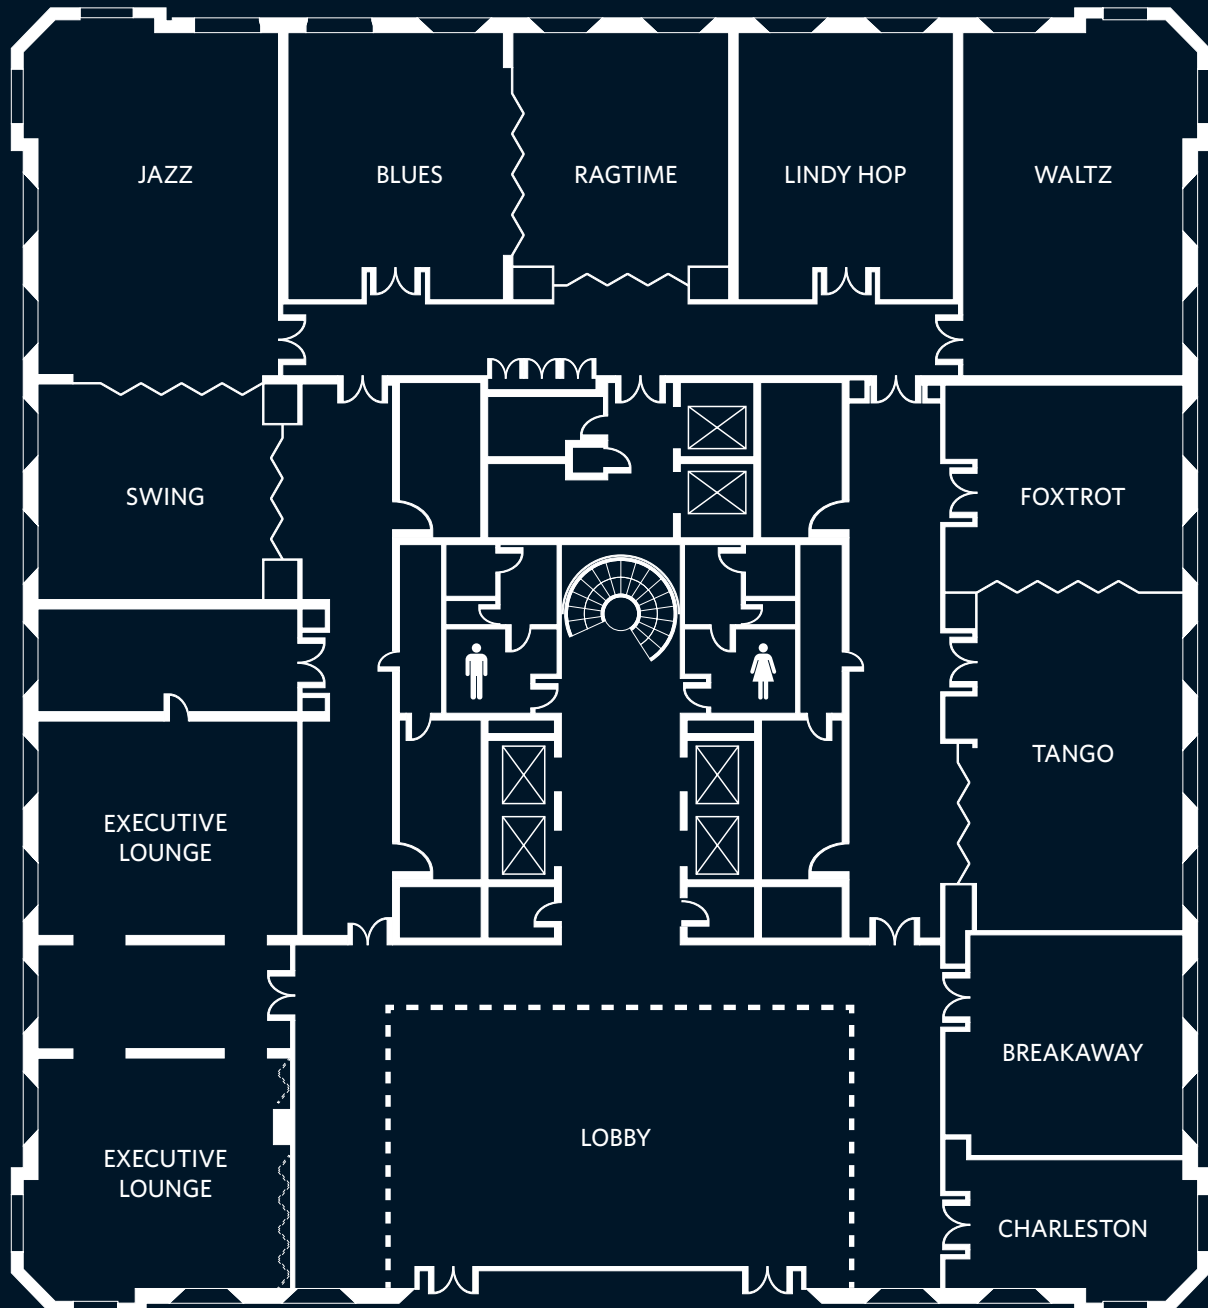 JAZZ
BLUES
RAGTIME
LINDY HOP
WALTZ
SWING
FOXTROT
TANGO
EXECUTIVE
LOUNGE
BREAKAWAY
LOBBY
EXECUTIVE
LOUNGE
CHARLESTON